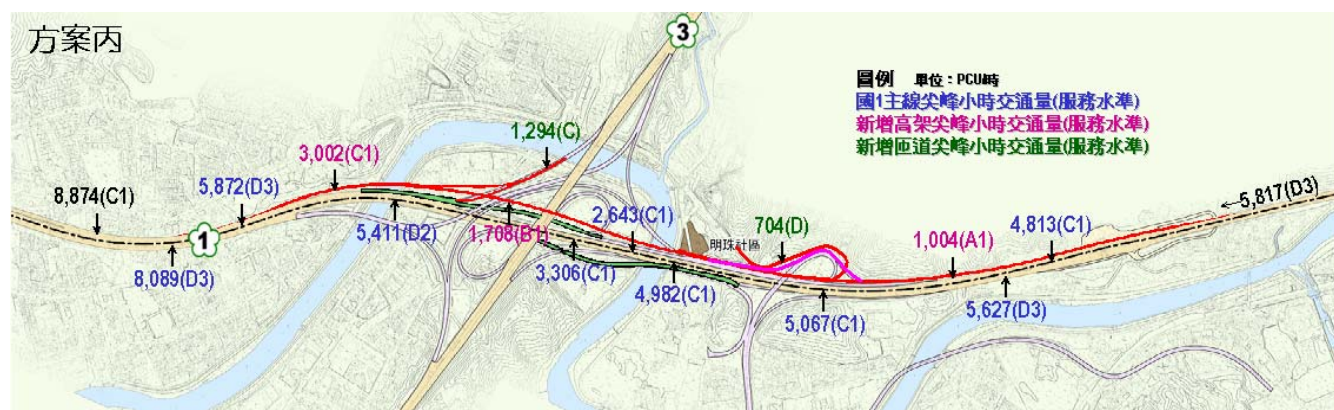 方案丙
3
圖例 單位:PCU/時
國1主線尖峰小時交通量(服務水準)
新增高架尖峰小時交通量(服務水準)
新增匝道尖峰小時交通量(服務水準)
1,294(C)
3,002(C1)
5,872(D3)
8,874(C1)
5,817(D3)
2,643(C1)
704(D)
4,813(C1)
1,004(A1)
明珠社區
1
5,411(D2)
1,708(B1)
8,089(D3)
3,306(C1)
4,982(C1)
5,067(C1)
5,627(D3)